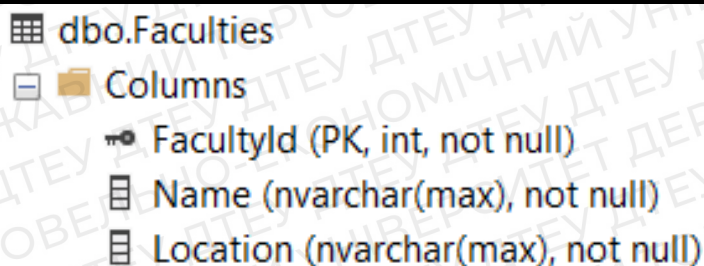 dbo.Faculties
Columns
FacultyId (PK, int, not null)
Name (nvarchar(max), not null)
Location (nvarchar(max), not null)